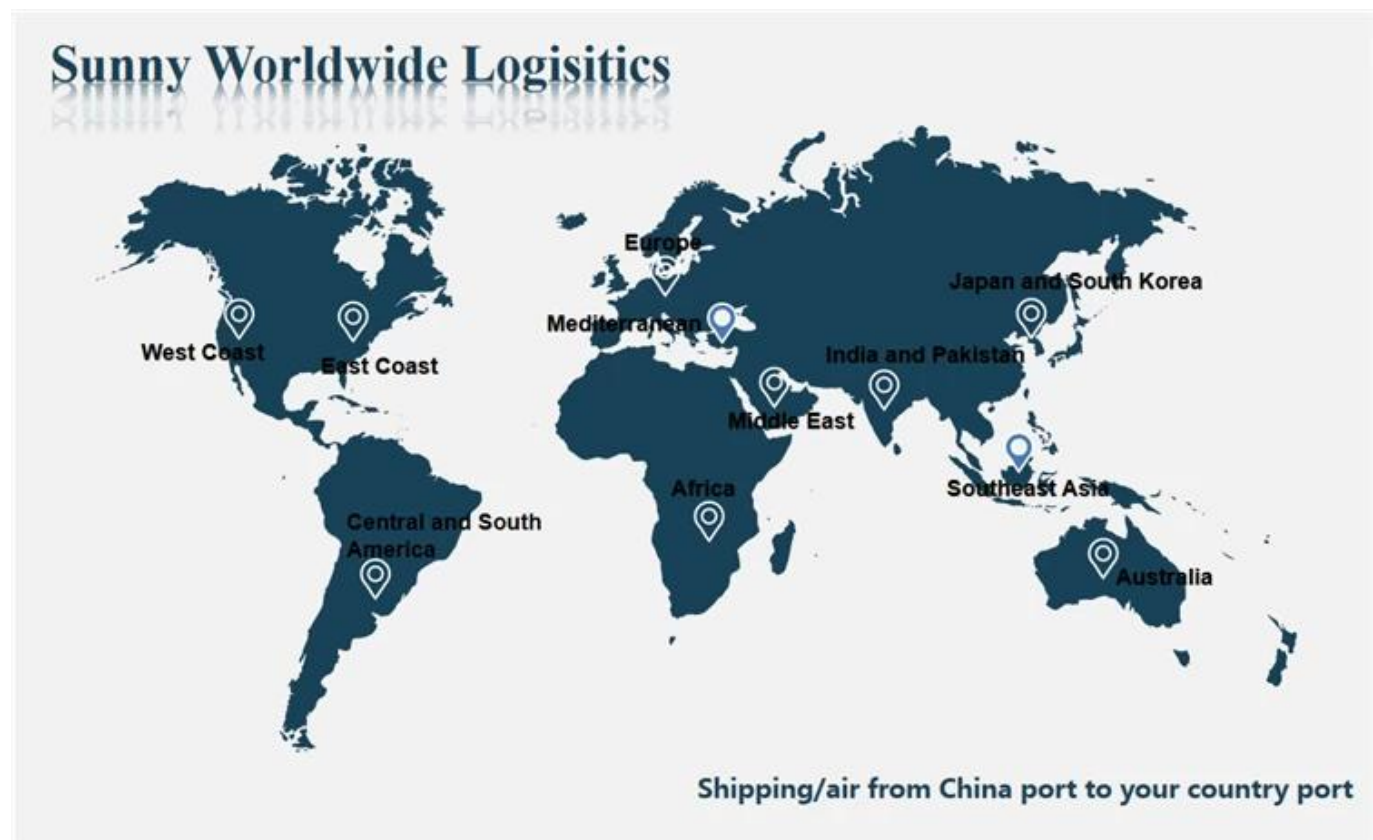 Sunny Worldwide Logisitics
Europe
Japan and South Korea
Mediterranean
West Coast
East Coast
India and Pakistan
Middle East
Africa
Southeast Asia
Central and South
America
Australia
Shipping/air from China port to your country port